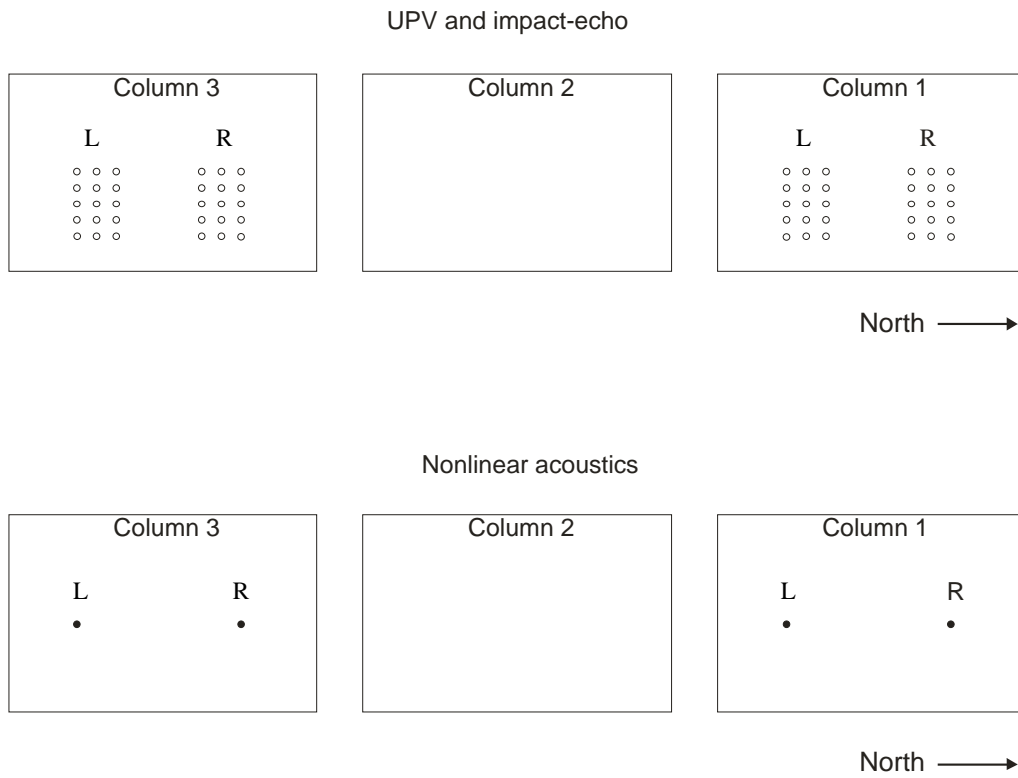 UPV and impact-echo
Column 3
Column 2
Column 1
L
R
L
R
North
Nonlinear acoustics
Column 3
Column 2
Column 1
L
R
L
R
North